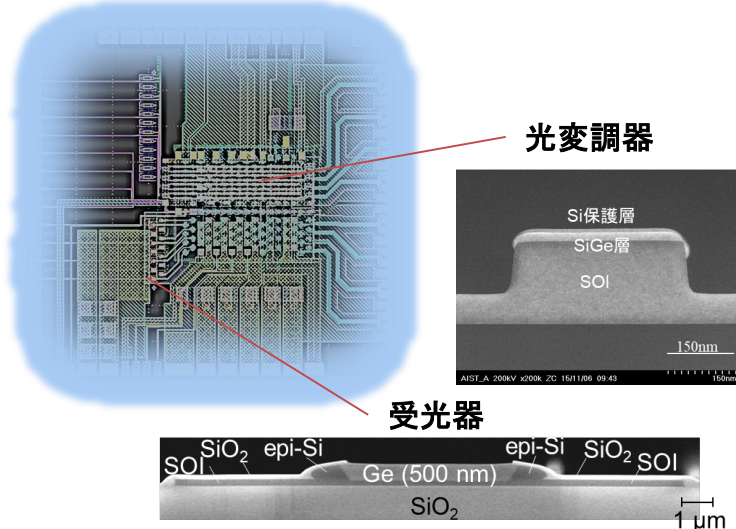 光変調器
Si保護層
SiGe層
SOI
150nm
AIST_A 200kV x200k ZC 15/11/06 09:43
150nm
受光器
SOI
SiO₂
epi-Si
Ge (500 nm)
epi-Si
SiO₂
SOI
SiO₂
1 μm